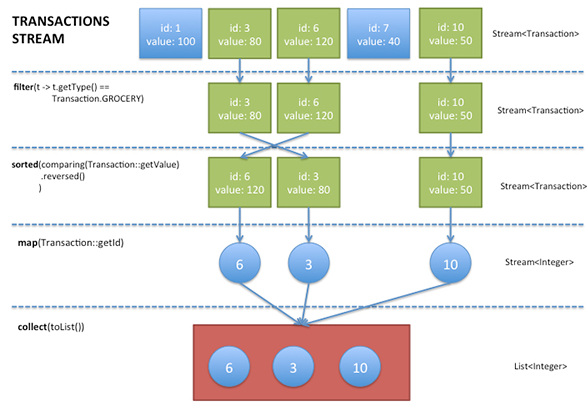 TRANSACTIONS
STREAM
id: 1
value: 100
id: 3
value: 80
id: 6
value: 120
id: 7
value: 40
id: 10
value: 50
Stream<Transaction>
filter(t -> t.getType() ==
Transaction.GROCERY)
id: 3
value: 80
id: 6
value: 120
id: 10
value: 50
Stream<Transaction>
sorted(comparing(Transaction::getValue)
.reversed()
)
id: 6
value: 120
id: 3
value: 80
id: 10
value: 50
Stream<Transaction>
map(Transaction::getId)
6
3
10
Stream<Integer>
collect(toList())
6
3
10
List<Integer>